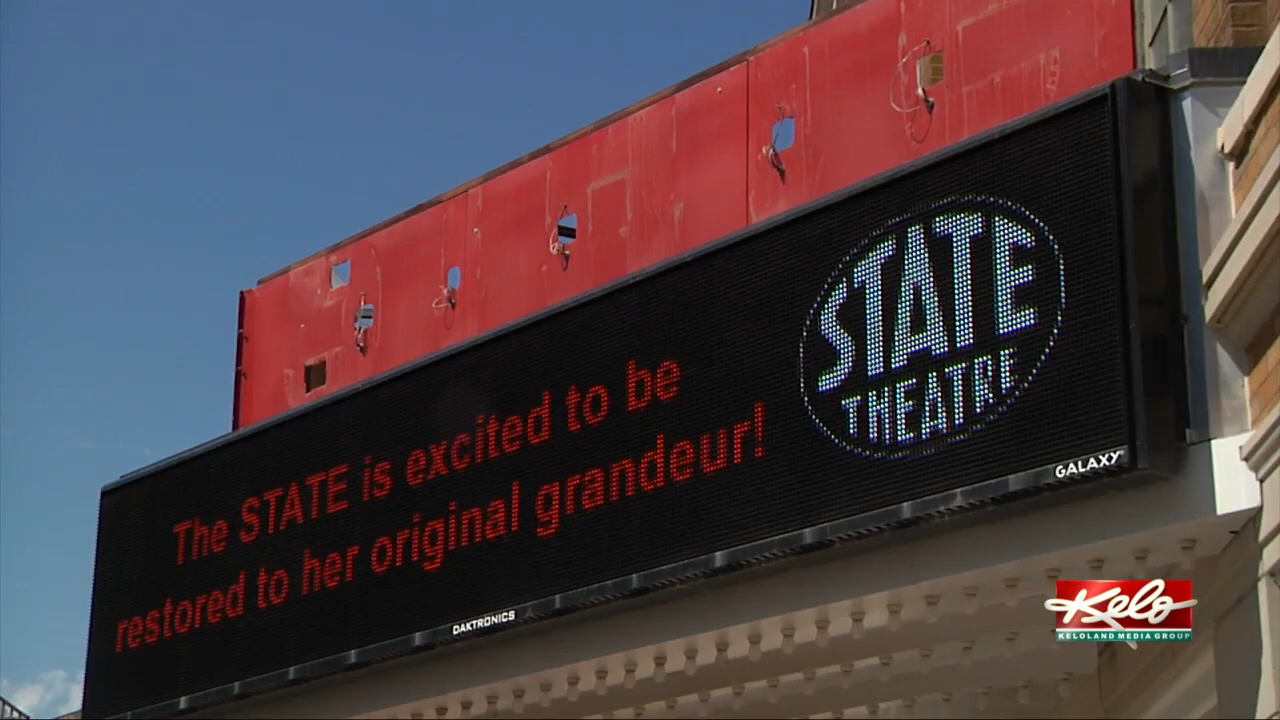 The STATE is excited to be
restored to her original grandeur!
STATE
THEATRE
GALAXY
DAKTRONICS
Kelo
KELOLAND MEDIA GROUP